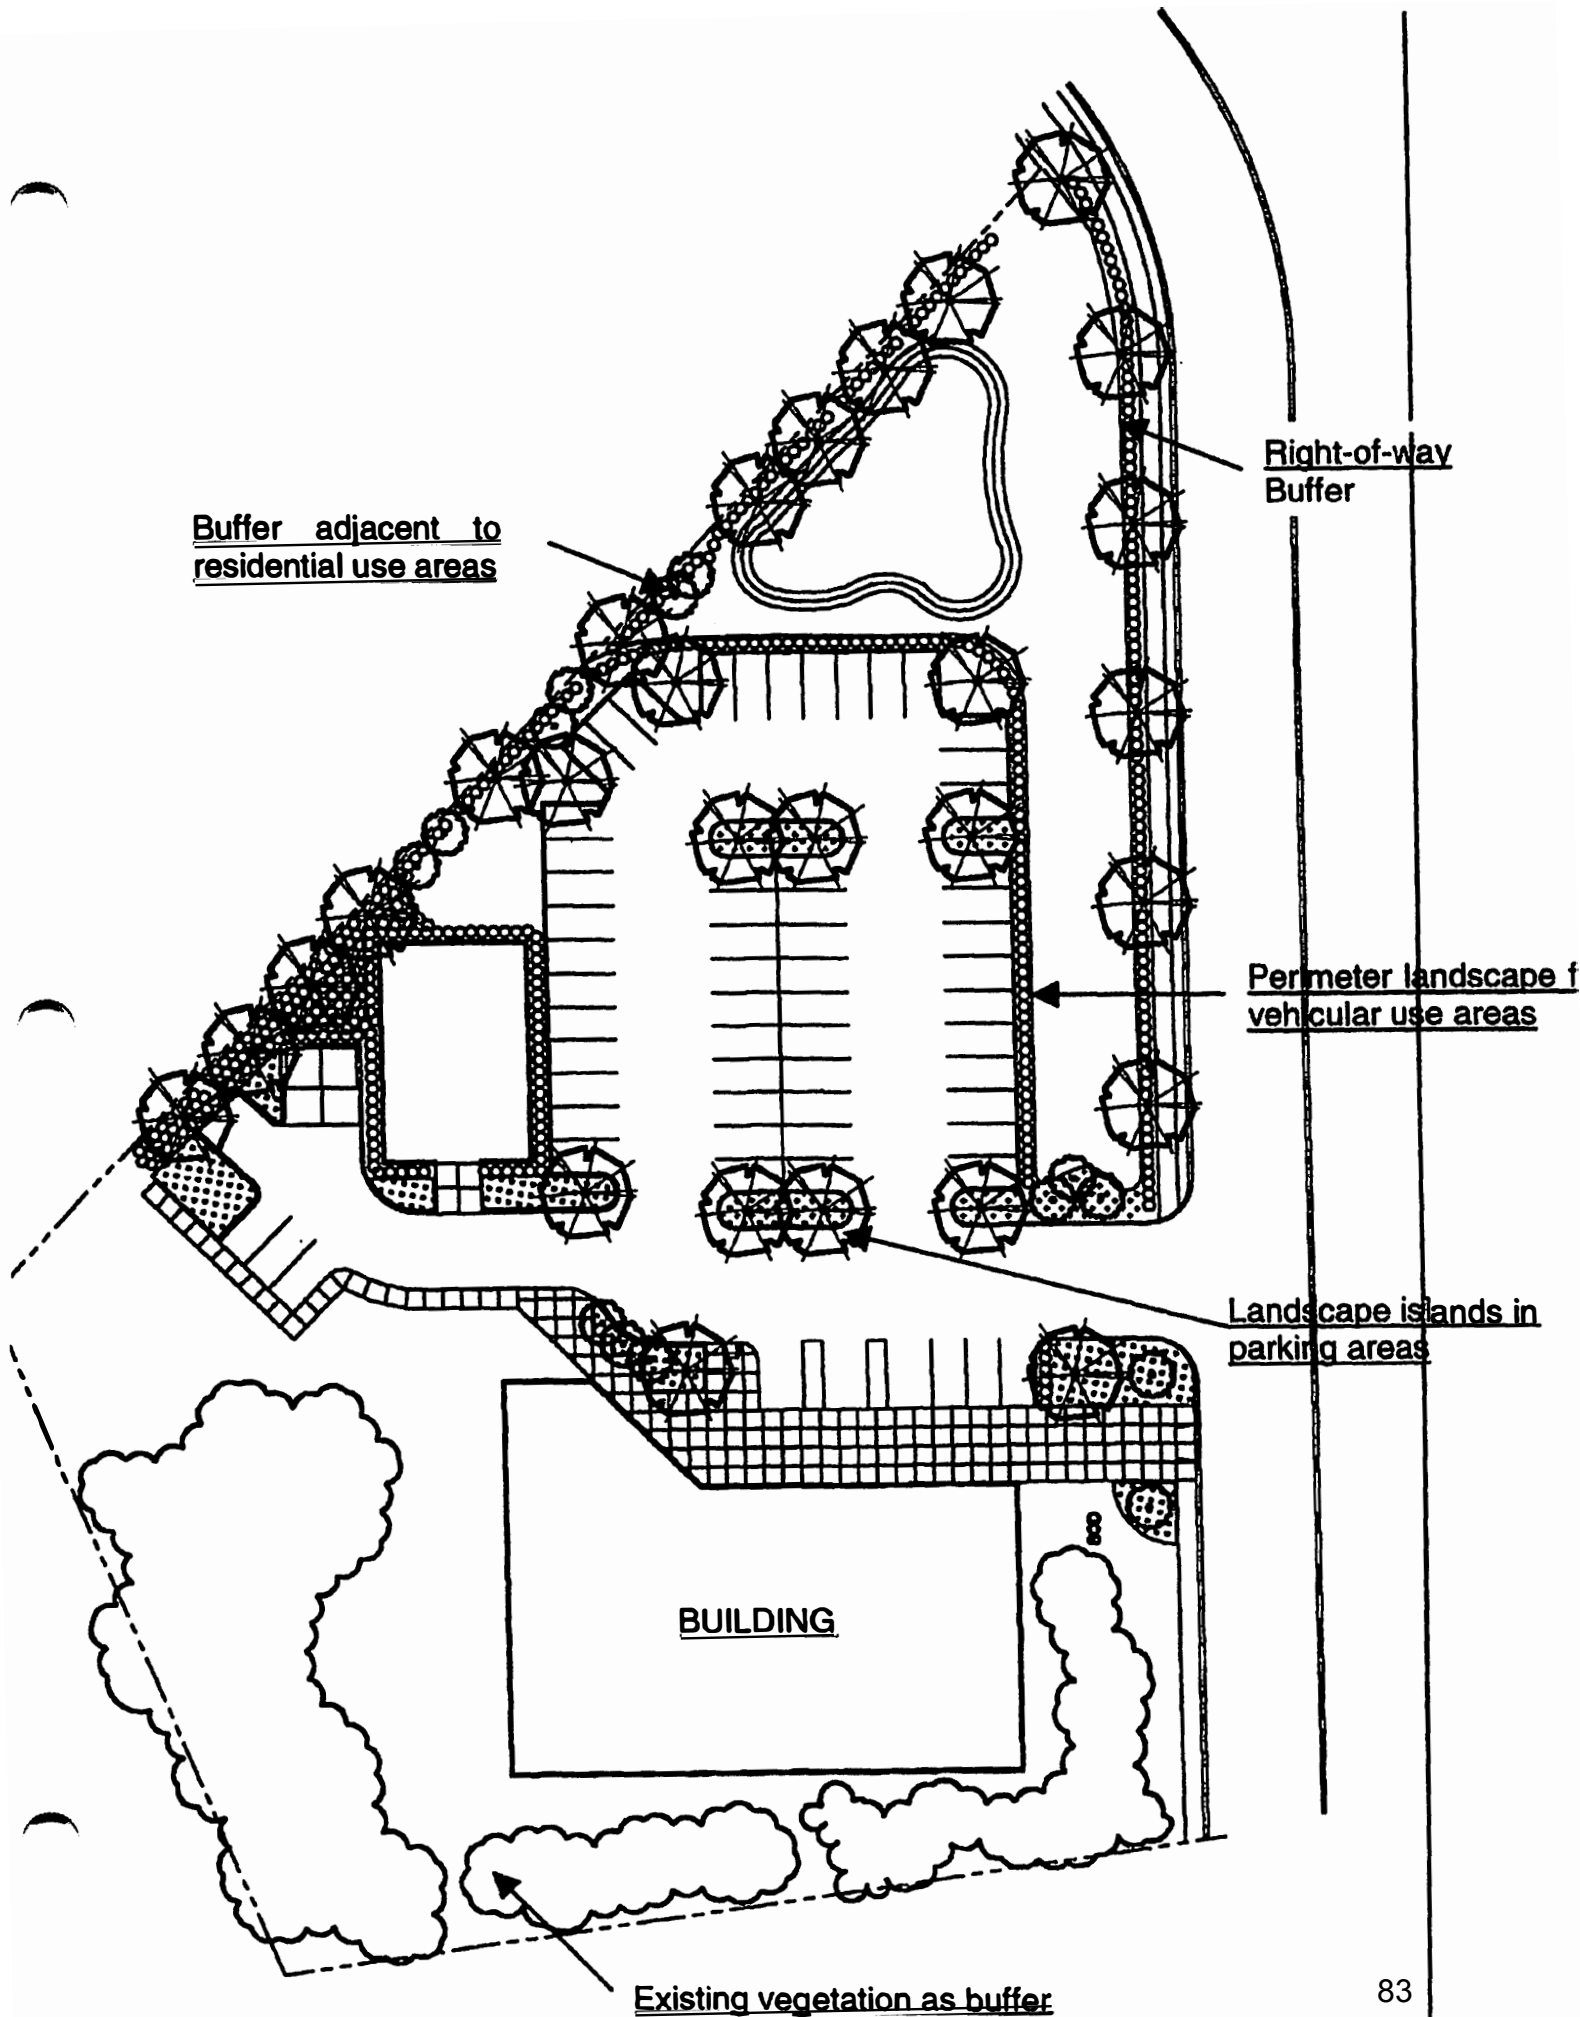 Right-of-way
Buffer
Buffer adjacent to
residential use areas
Perimeter landscape f
vehicular use areas
Landscape islands in
parking areas
BUILDING
Existing vegetation as buffer
83